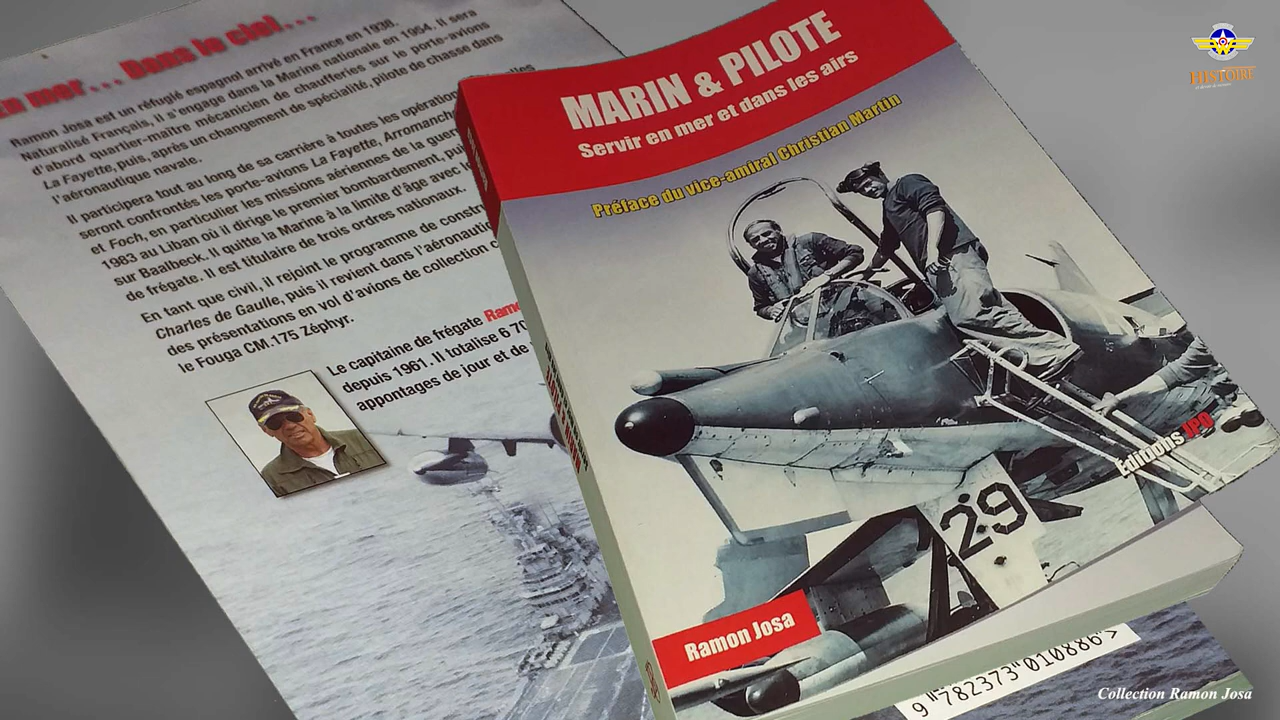 En mer... Dans le ciel...
Ramon Josa est un réfugié espagnol arrivé en France en 1938.
Naturalisé Français, il s'engage dans la Marine nationale en 1954. Il sera
d'abord quartier-maître mécanicien de chaufferies sur le porte-avions
La Fayette, puis, après un changement de spécialité, pilote de chasse dans
l'aéronautique navale.
Il participera tout au long de sa carrière à toutes les opérations
seront confrontés les porte-avions La Fayette, Arromanches
et Foch, en particulier les missions aériennes de la guerre
1983 au Liban où il dirige le premier bombardement, puis
sur Baalbeck. Il quitte la Marine à la limite d'âge avec le
de frégate. Il est titulaire de trois ordres nationaux.
En tant que civil, il rejoint le programme de
Charles de Gaulle, puis il revient dans l'aéronautique
des présentations en vol d'avions de collection
le Fouga CM.175 Zéphyr.
Le capitaine de frégate
depuis 1961. Il totalise 6
appontages de jour et de
MARIN & PILOTE
Servir en mer et dans les airs
Préface du vice-amiral Christian Martin
29
Editions JPO
Ramon Josa
9 782373 010886 >
HISTOIRE
Collection Ramon Josa